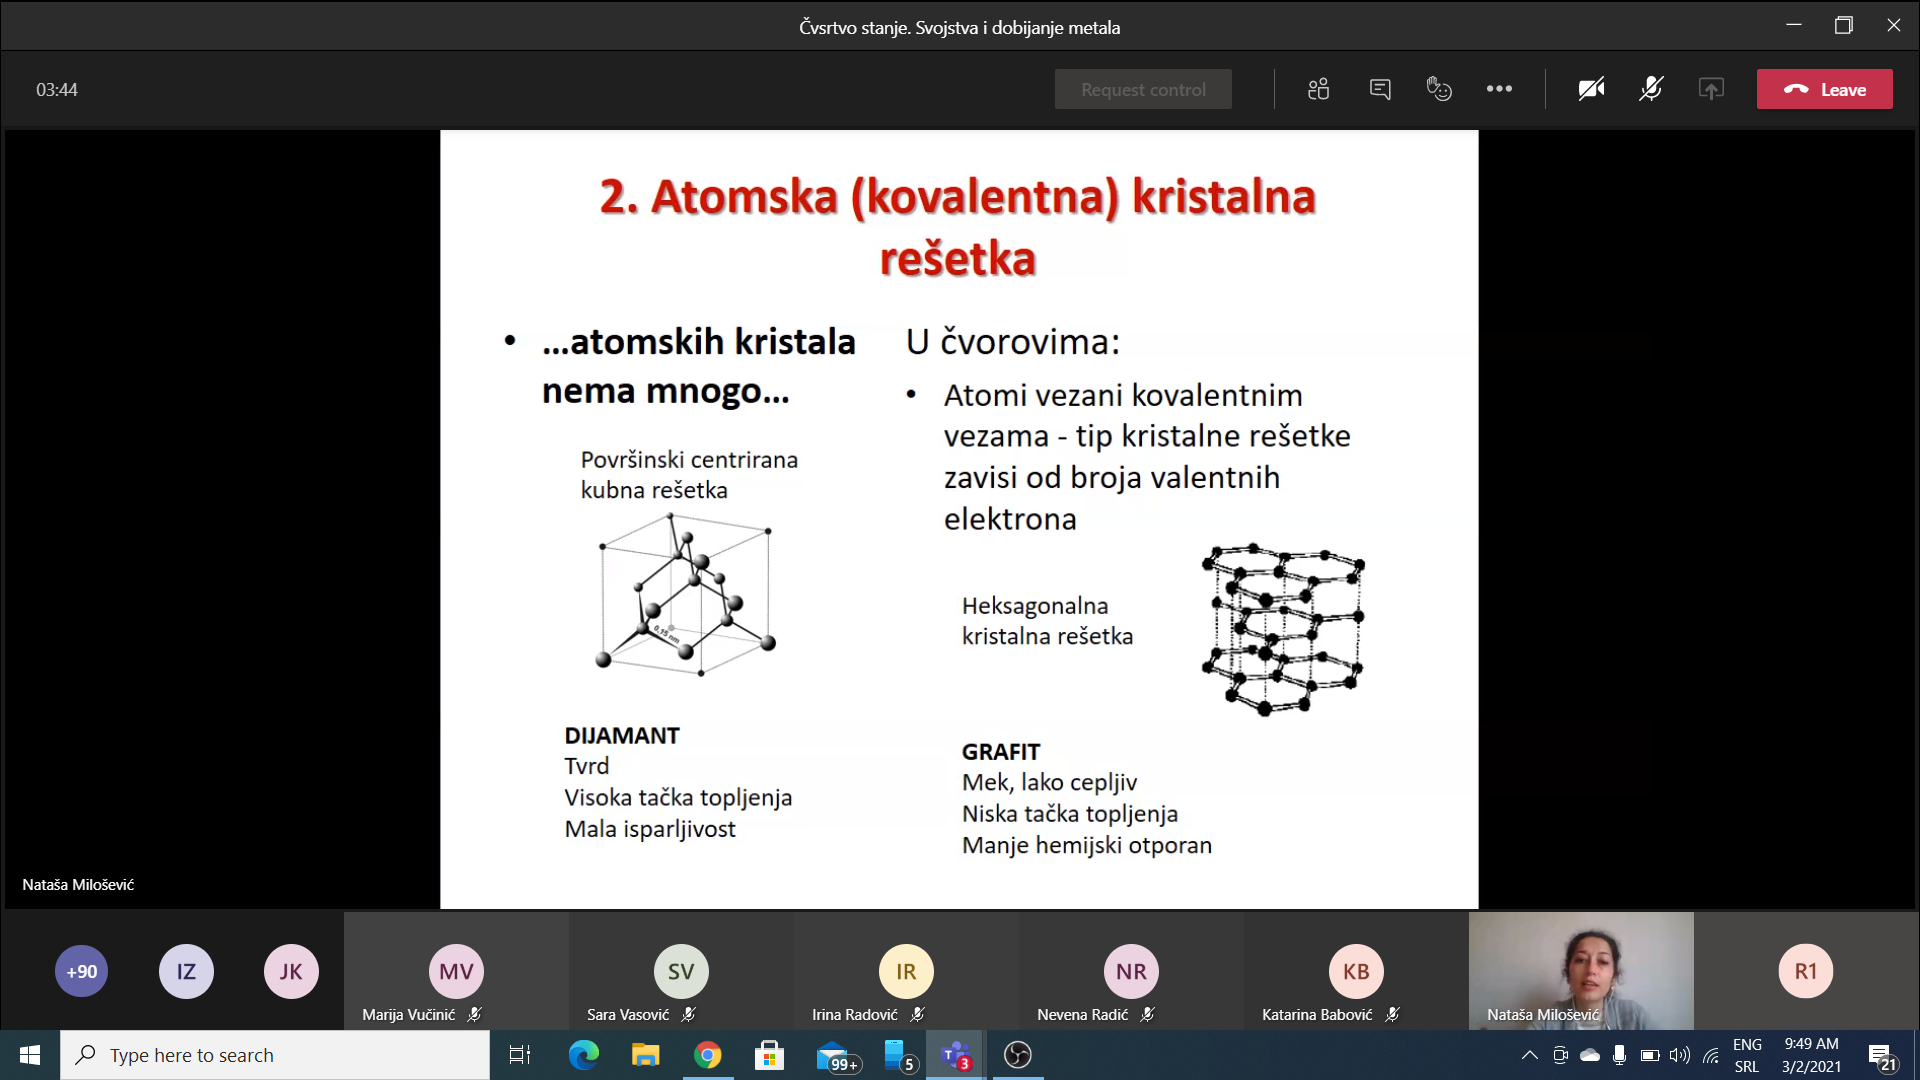 Čvsrtvo stanje. Svojstva i dobijanje metala
03:44
Request control
Leave
2. Atomska (kovalentna) kristalna
rešetka
• ...atomskih kristala
nema mnogo...
Površinski centrirana
kubna rešetka
0,15 nm
DIJAMANT
Tvrd
Visoka tačka topljenja
Mala isparljivost
U čvorovima:
• Atomi vezani kovalentnim
vezama - tip kristalne rešetke
zavisi od broja valentnih
elektrona
Heksagonalna
kristalna rešetka
GRAFIT
Mek, lako cepljiv
Niska tačka topljenja
Manje hemijski otporan
Nataša Milošević
+90
IZ
JK
MV
Marija Vučinić
SV
Sara Vasović
IR
Irina Radović
NR
Nevena Radić
KB
Katarina Babović
Nataša Milošević
R1
Type here to search
99+
5
3
ENG
SRL
9:49 AM
3/2/2021
21